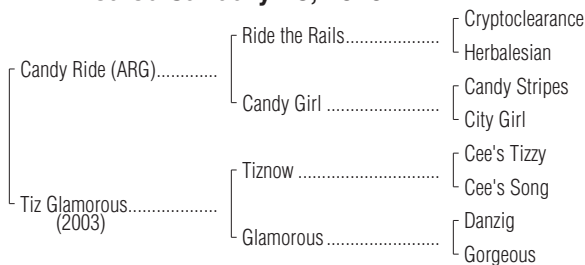 Cryptoclearance
Ride the Rails
Herbalesian
Candy Ride (ARG)
Candy Stripes
Candy Girl
City Girl
Cee's Tizzy
Tiznow
Cee's Song
Tiz Glamorous
(2003)
Danzig
Glamorous
Gorgeous